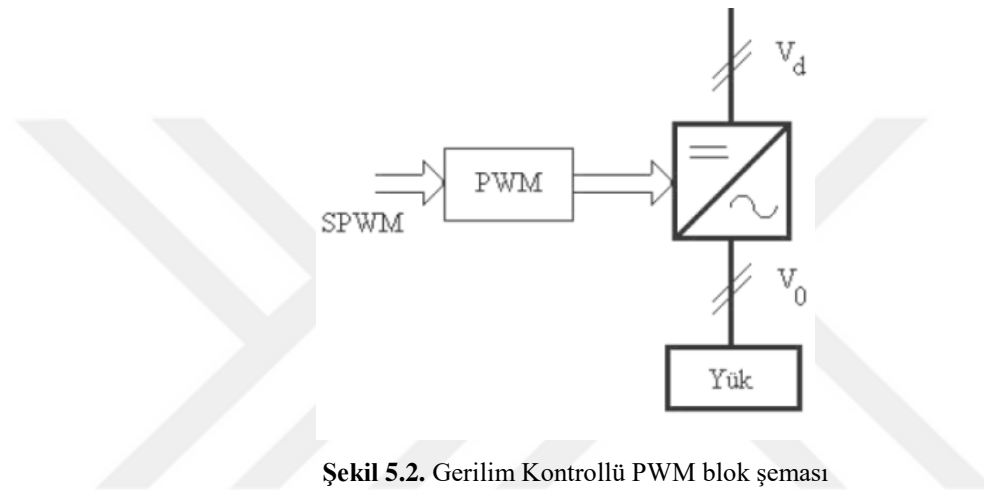 V_d
PWM
SPWM
V_0
Yük
Şekil 5.2. Gerilim Kontrollü PWM blok şeması